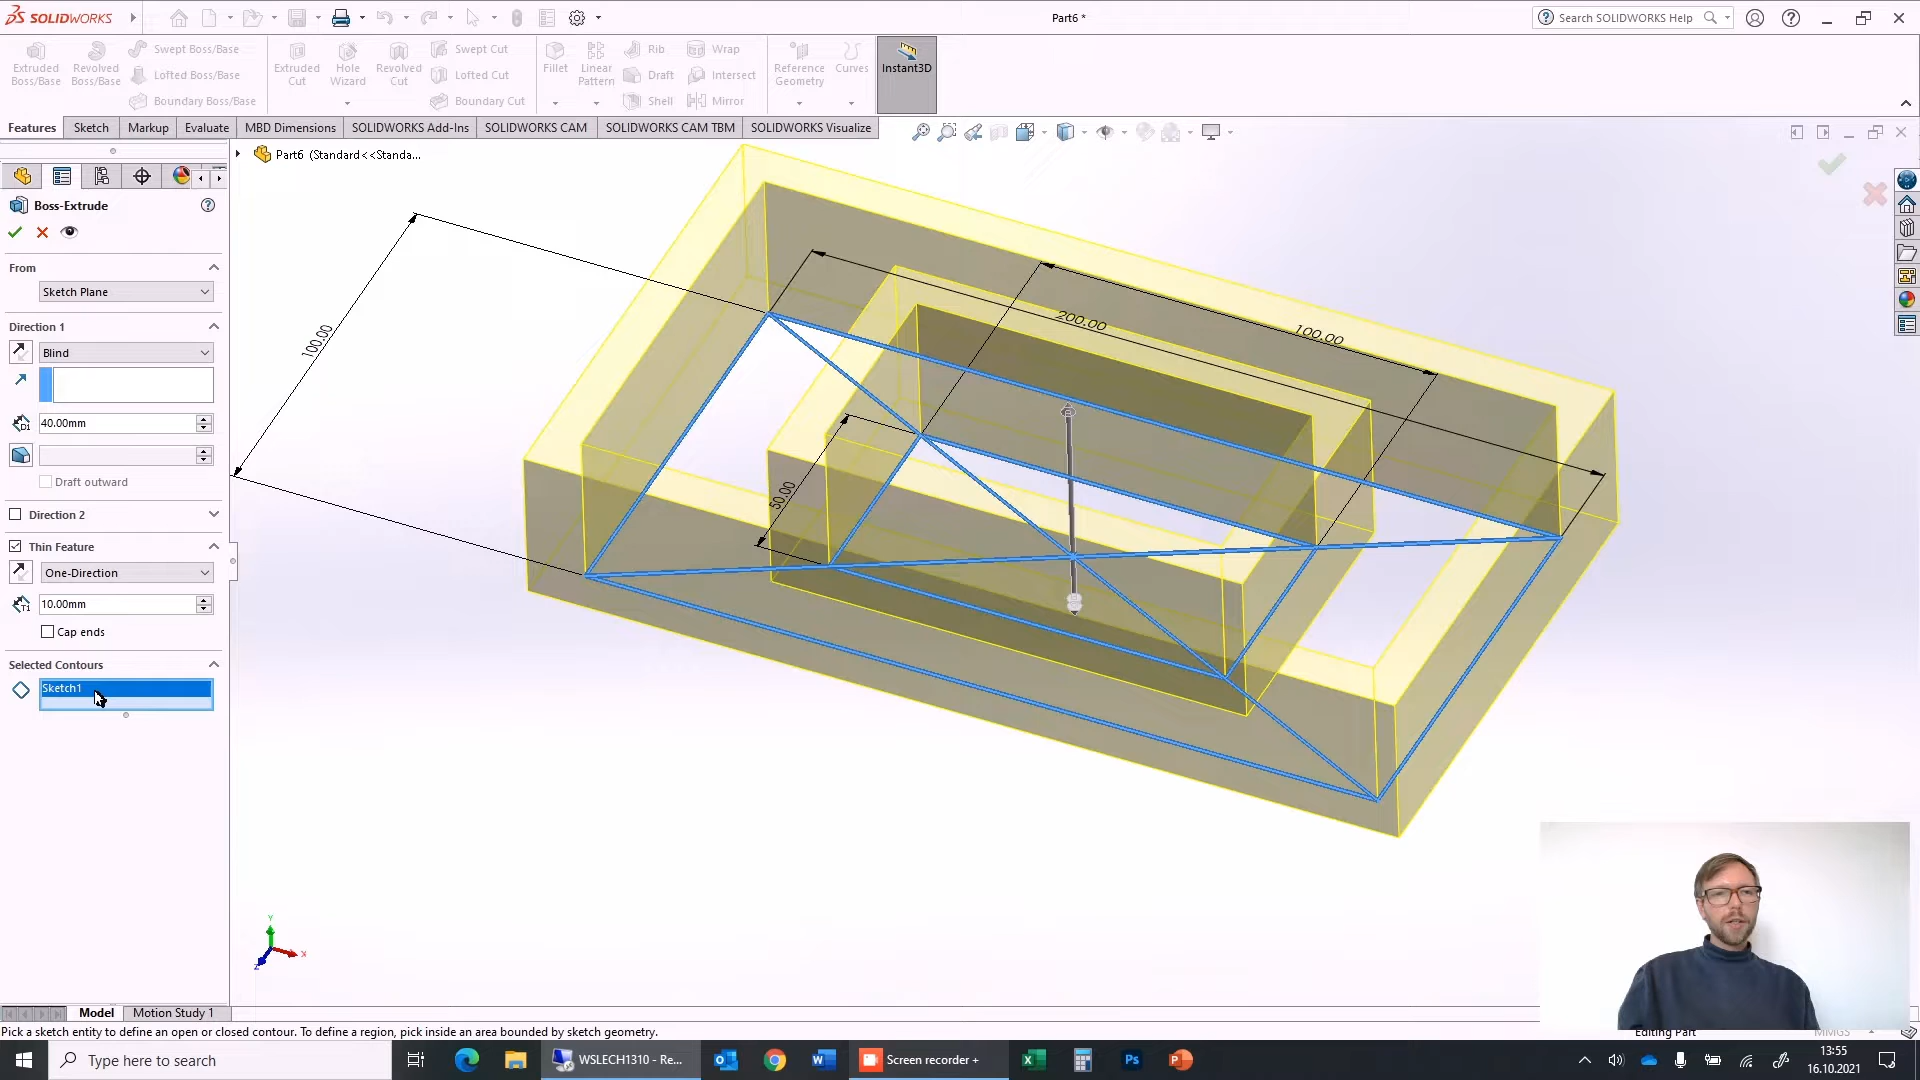 SOLIDWORKS
Part6 *
Search SOLIDWORKS Help
Extruded Boss/Base
Revolved Boss/Base
Swept Boss/Base
Lofted Boss/Base
Boundary Boss/Base
Extruded Cut
Hole Wizard
Revolved Cut
Swept Cut
Lofted Cut
Boundary Cut
Fillet
Linear Pattern
Rib
Draft
Shell
Wrap
Intersect
Mirror
Reference Geometry
Curves
Instant3D
Features
Sketch
Markup
Evaluate
MBD Dimensions
SOLIDWORKS Add-Ins
SOLIDWORKS CAM
SOLIDWORKS CAM TBM
SOLIDWORKS Visualize
Part6 (Standard<<Standa...
Boss-Extrude
From
Sketch Plane
Direction 1
Blind
D1
40.00mm
Draft outward
Direction 2
Thin Feature
One-Direction
T1
10.00mm
Cap ends
Selected Contours
Sketch1
100.00
200.00
100.00
50.00
Y
X
Z
Model
Motion Study 1
Pick a sketch entity to define an open or closed contour. To define a region, pick inside an area bounded by sketch geometry.
Editing Part
MMGS
Type here to search
WSLECH1310 - Re...
Screen recorder +
13:55
16.10.2021